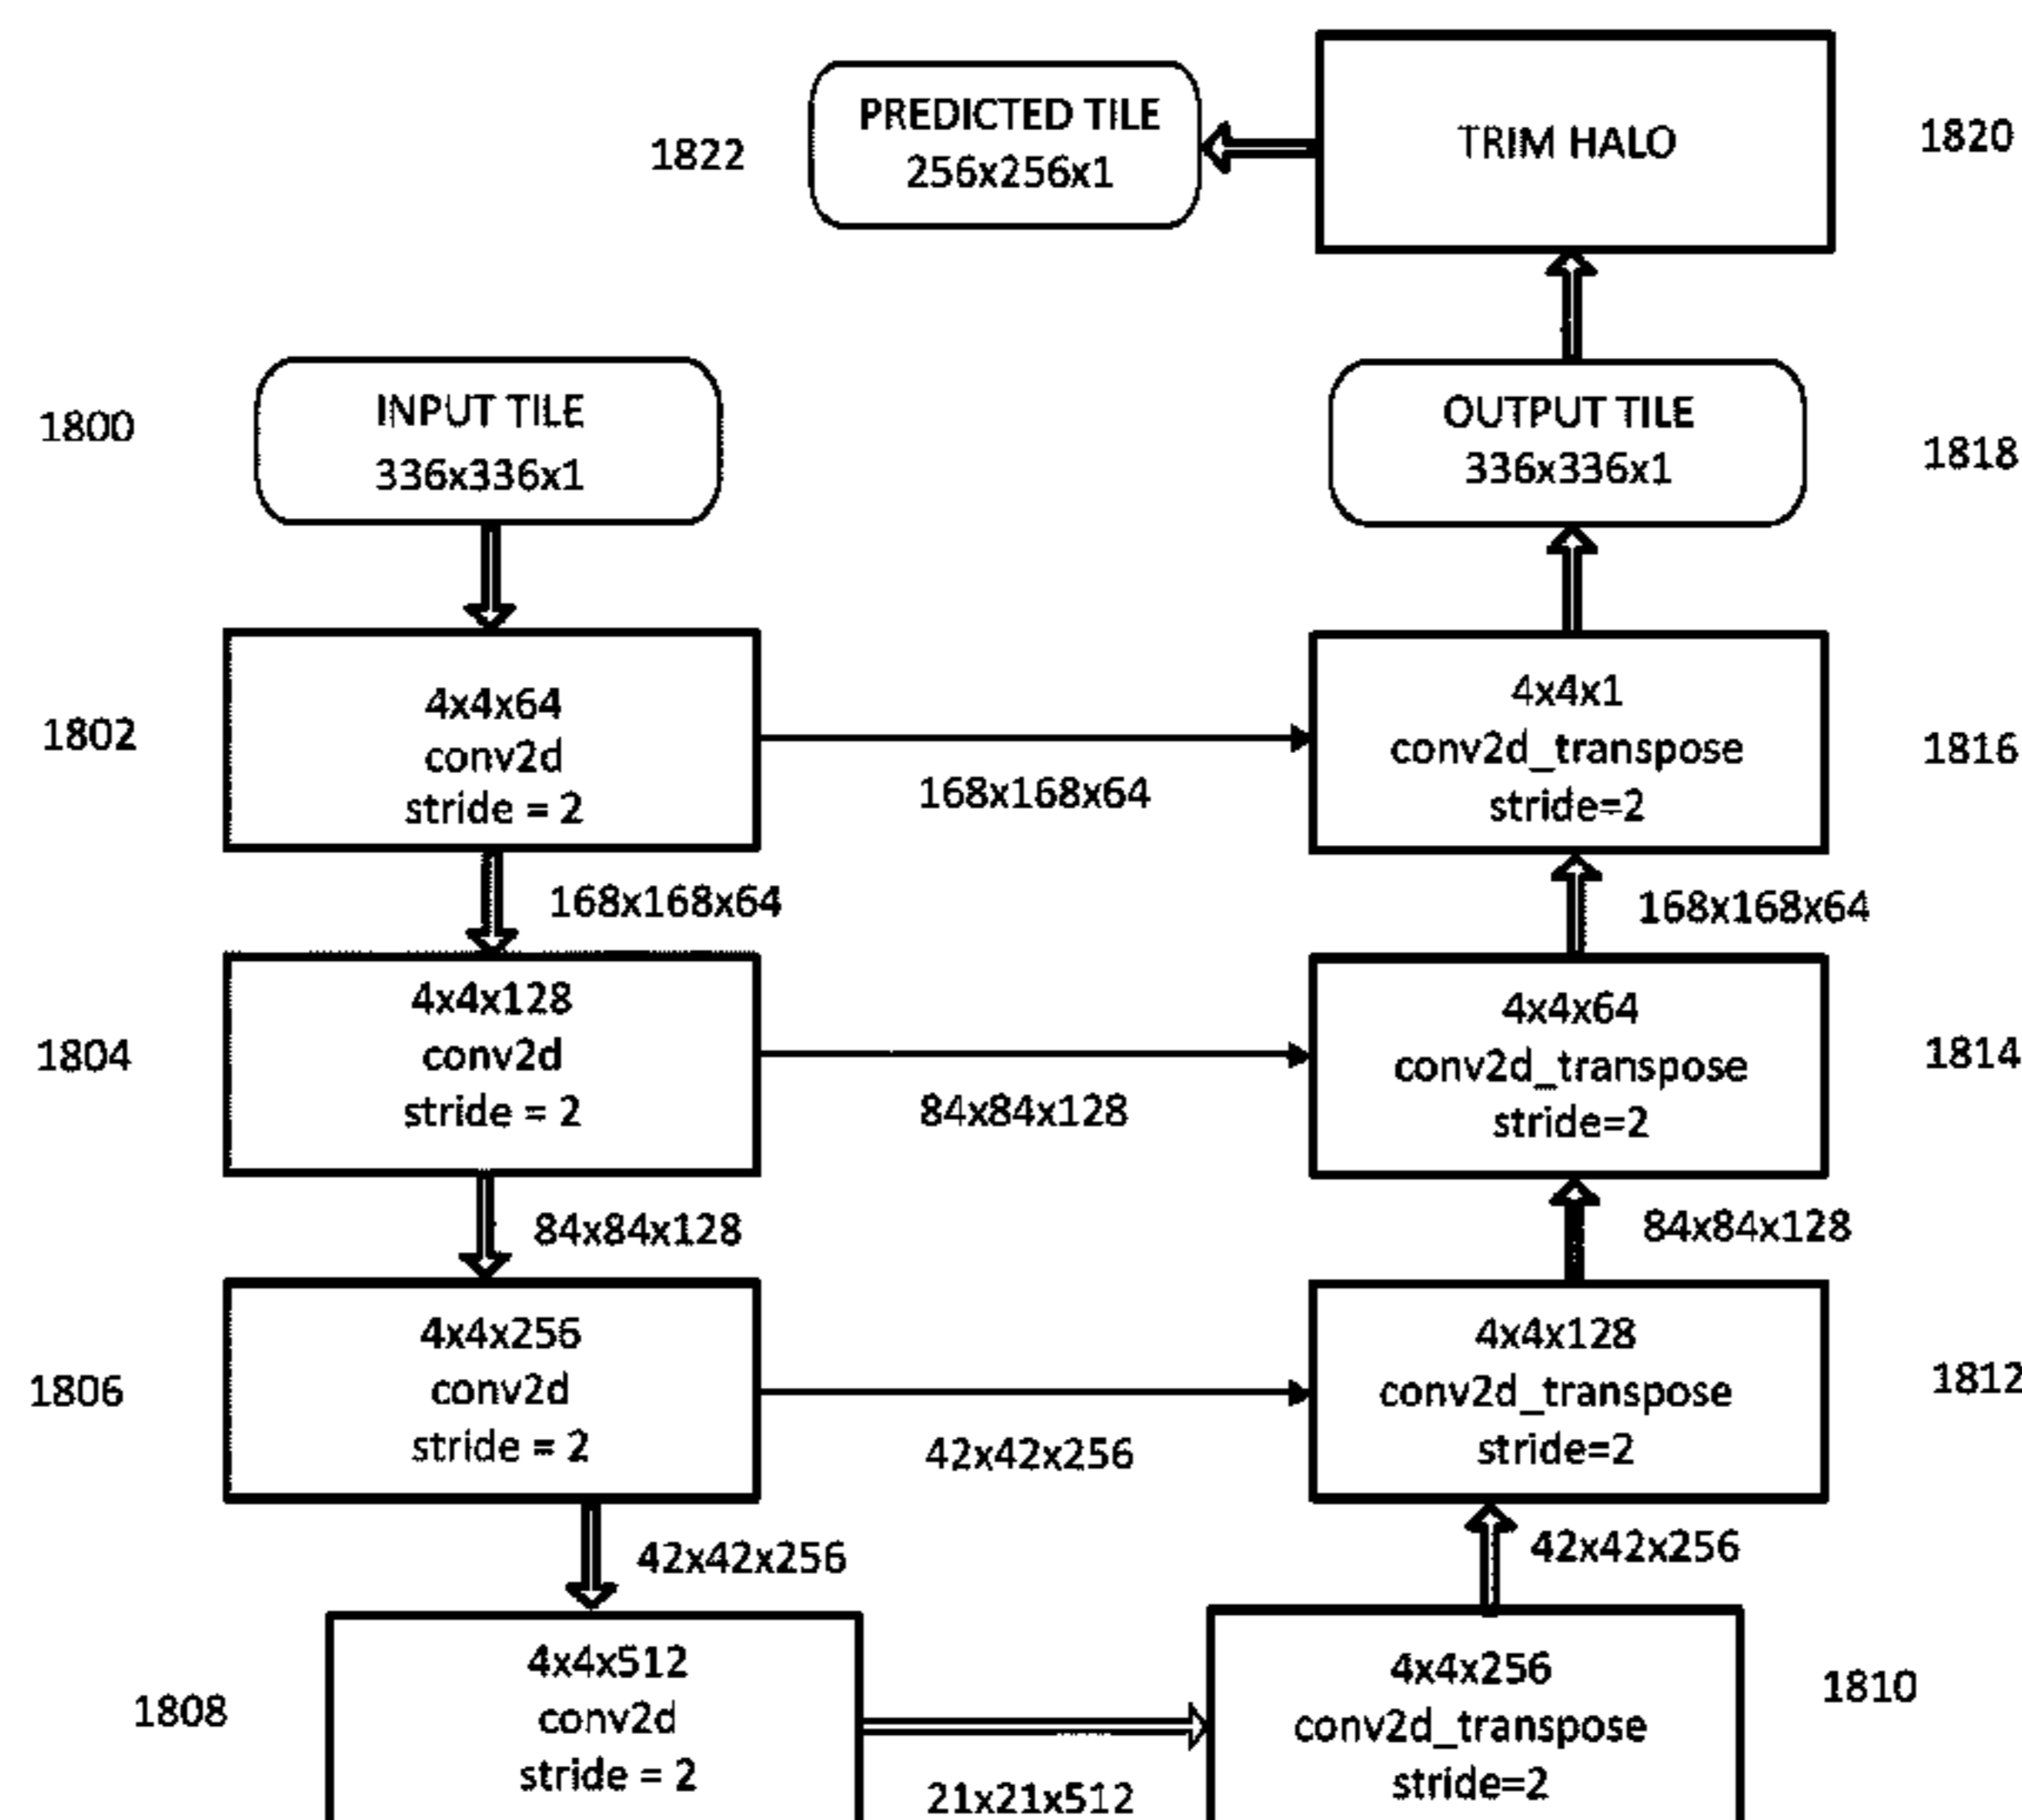 PREDICTED TILE
256x256x1
1822
TRIM HALO
1820
1800
INPUT TILE
336x336x1
OUTPUT TILE
336x336x1
1818
1802
4x4x64
conv2d
stride = 2
168x168x64
4x4x1
conv2d_transpose
stride=2
1816
168x168x64
168x168x64
1804
4x4x128
conv2d
stride = 2
84x84x128
4x4x64
conv2d_transpose
stride=2
1814
84x84x128
84x84x128
1806
4x4x256
conv2d
stride = 2
42x42x256
4x4x128
conv2d_transpose
stride=2
1812
42x42x256
42x42x256
1808
4x4x512
conv2d
stride = 2
21x21x512
4x4x256
conv2d_transpose
stride=2
1810